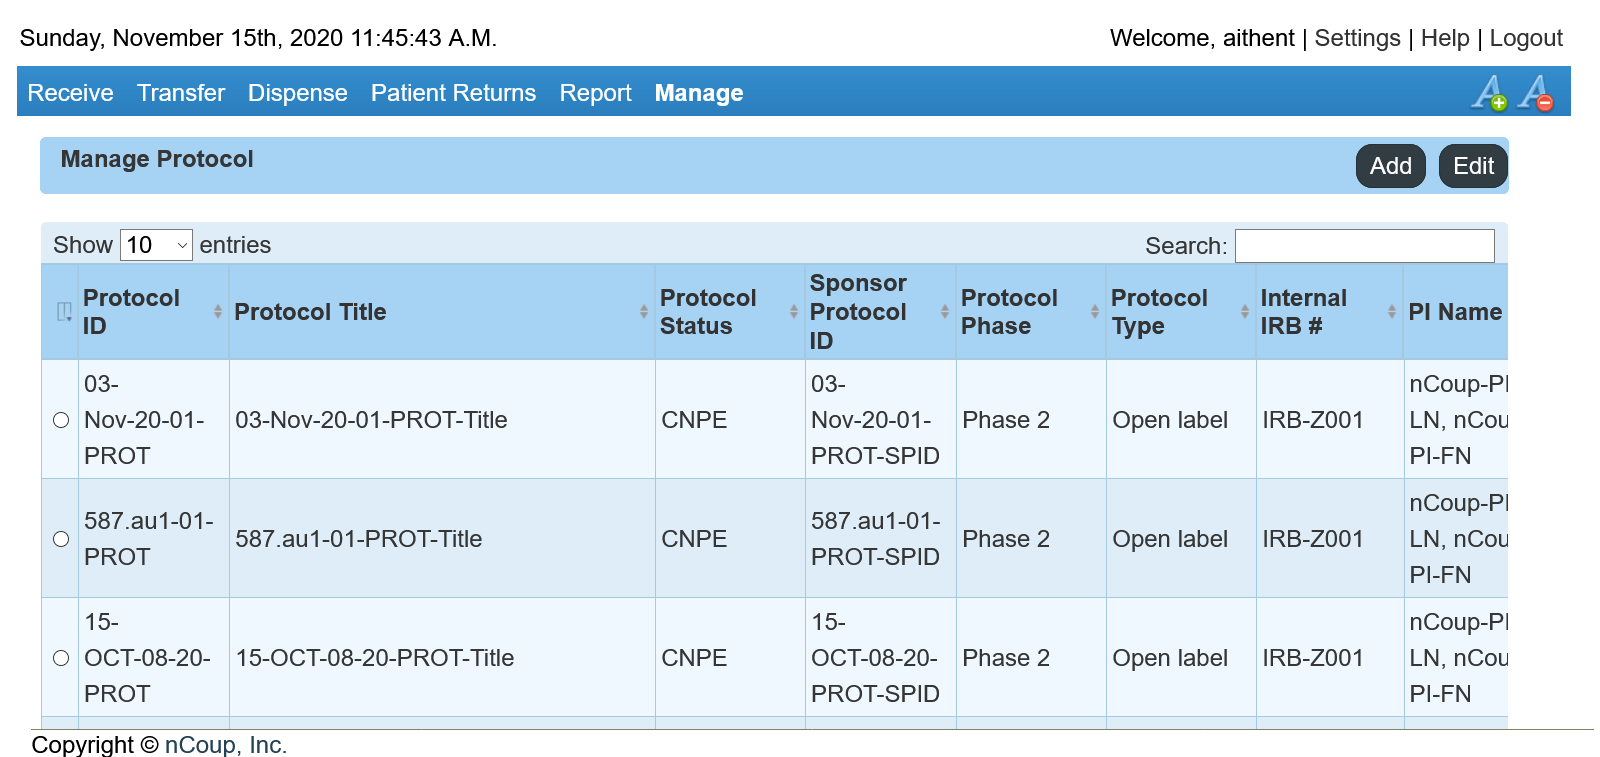 Sunday, November 15th, 2020 11:45:43 A.M.
Welcome, aithent | Settings | Help | Logout
Receive Transfer Dispense Patient Returns Report Manage
Manage Protocol
Add Edit
Show 10 entries
Search:
Protocol ID
Protocol Title
Protocol Status
Sponsor Protocol ID
Protocol Phase
Protocol Type
Internal IRB #
PI Name
03-
Nov-20-01-
PROT
03-Nov-20-01-PROT-Title
CNPE
03-
Nov-20-01-
PROT-SPID
Phase 2
Open label
IRB-Z001
nCoup-PI
LN, nCou
PI-FN
587.au1-01-
PROT
587.au1-01-PROT-Title
CNPE
587.au1-01-
PROT-SPID
Phase 2
Open label
IRB-Z001
nCoup-PI
LN, nCou
PI-FN
15-
OCT-08-20-
PROT
15-OCT-08-20-PROT-Title
CNPE
15-
OCT-08-20-
PROT-SPID
Phase 2
Open label
IRB-Z001
nCoup-PI
LN, nCou
PI-FN
Copyright © nCoup, Inc.